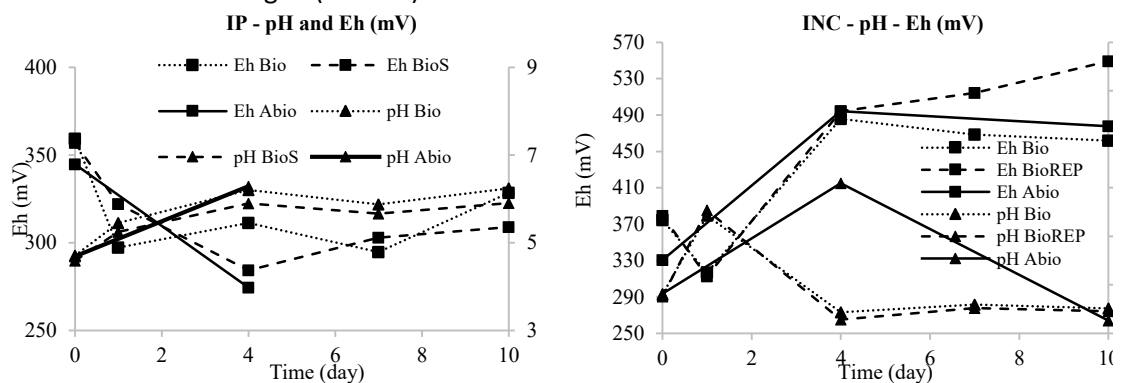 IP - pH and Eh (mV)
400
350
300
250
Eh (mV)
9
7
5
3
Eh Bio
Eh BioS
Eh Abio
pH Bio
pH BioS
pH Abio
0 2 4 6 8 10
Time (day)
INC - pH - Eh (mV)
570
530
490
450
410
370
330
290
250
Eh (mV)
Eh Bio
Eh BioREP
Eh Abio
pH Bio
pH BioREP
pH Abio
0 2 4 6 8 10
Time (day)